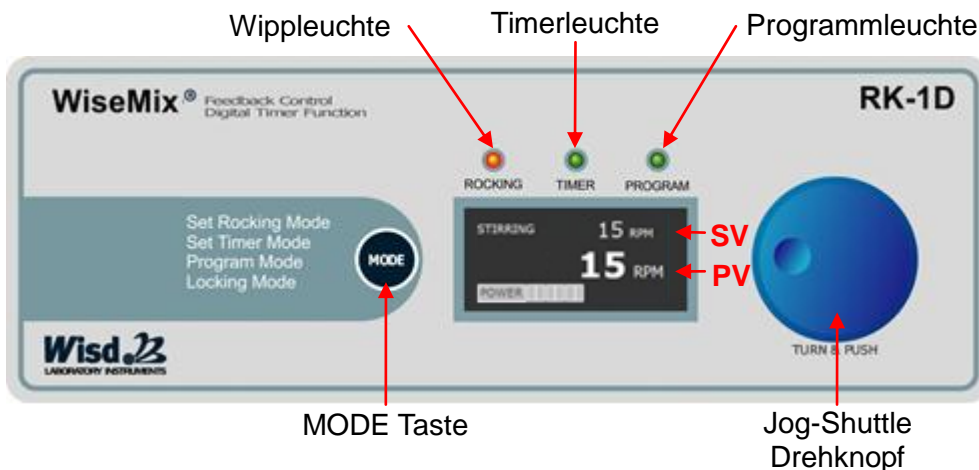 Wippleuchte Timerleuchte Programmleuchte
WiseMix® Feedback Control
Digital Timer Function
RK-1D
ROCKING TIMER PROGRAM
Set Rocking Mode
Set Timer Mode
Program Mode
Locking Mode
MODE
STIRRING 15 RPM
SV
15 RPM
PV
POWER
TURN & PUSH
Wisd
LABORATORY INSTRUMENTS
MODE Taste
Jog-Shuttle
Drehknopf